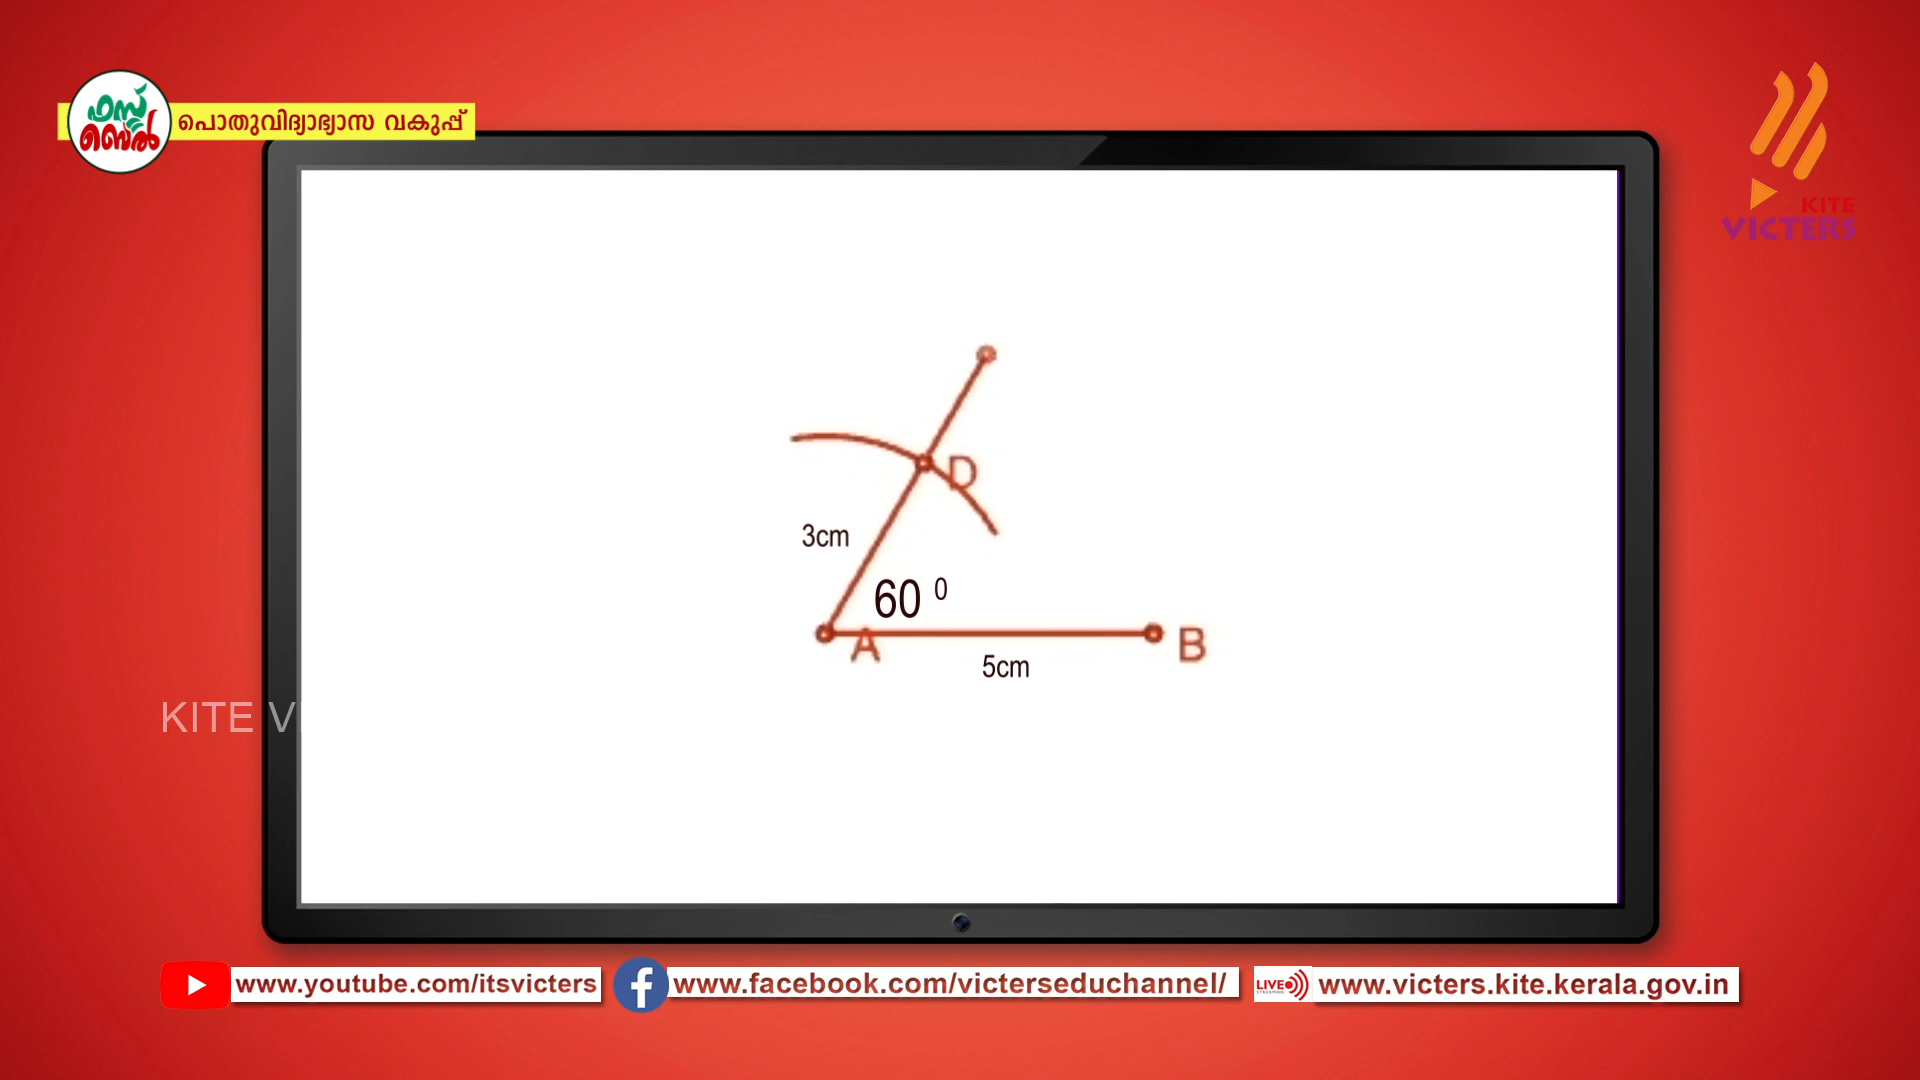 ഫസ്റ്റ്
ബെൽ
പൊതുവിദ്യാഭ്യാസ വകുപ്പ്
KITE
VICTERS
D
3cm
60 0
A
B
5cm
KITE V
www.youtube.com/itsvicters
www.facebook.com/victerseduchannel/
LIVE
www.victers.kite.kerala.gov.in